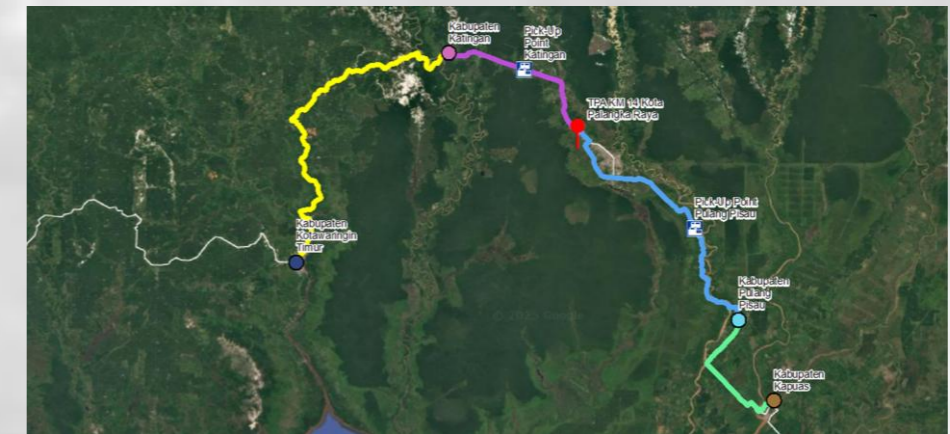 Kabupaten
Katingan
Pick-Up
Point
Katingan
TPA KM 14 Kota
Palangka Raya
Pick-Up Point
Pulang Pisau
Kabupaten
Kotawaringin
Timur
Kabupaten
Pulang
Pisau
Kabupaten
Kapuas